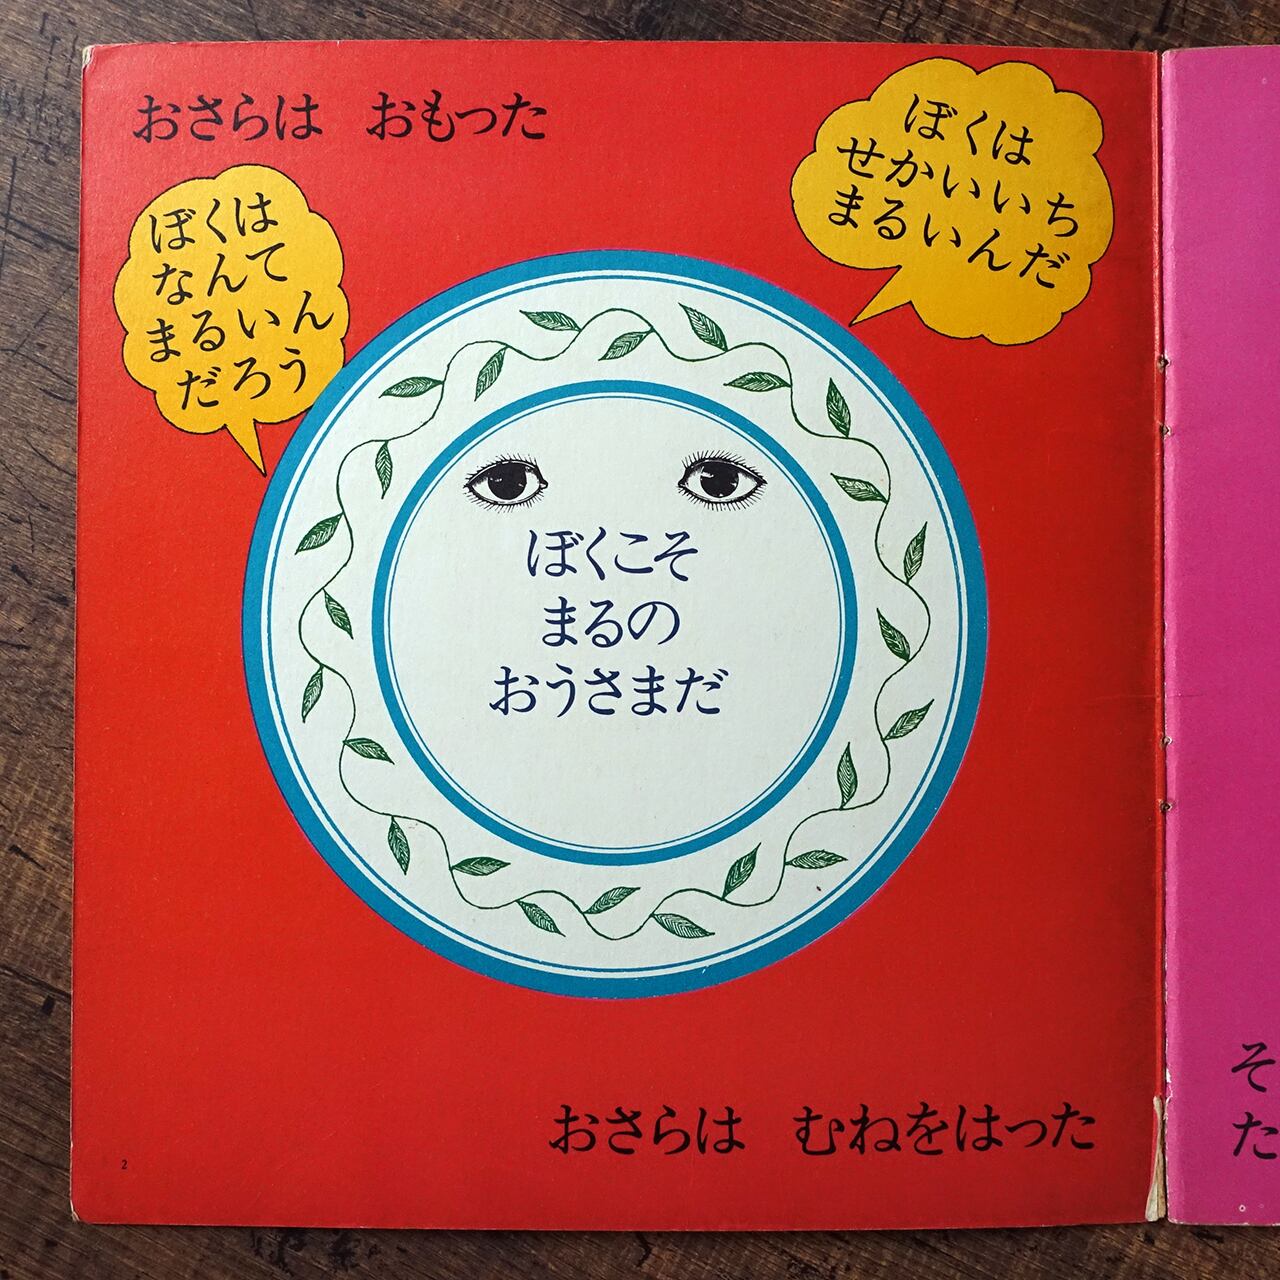 おさらは　おもった
ぼくは
なんて
まるいん
だろう
ぼくは
せかいいち
まるいんだ
ぼくこそ
まるの
おうさまだ
おさらは　むねをはった
2
そ
た